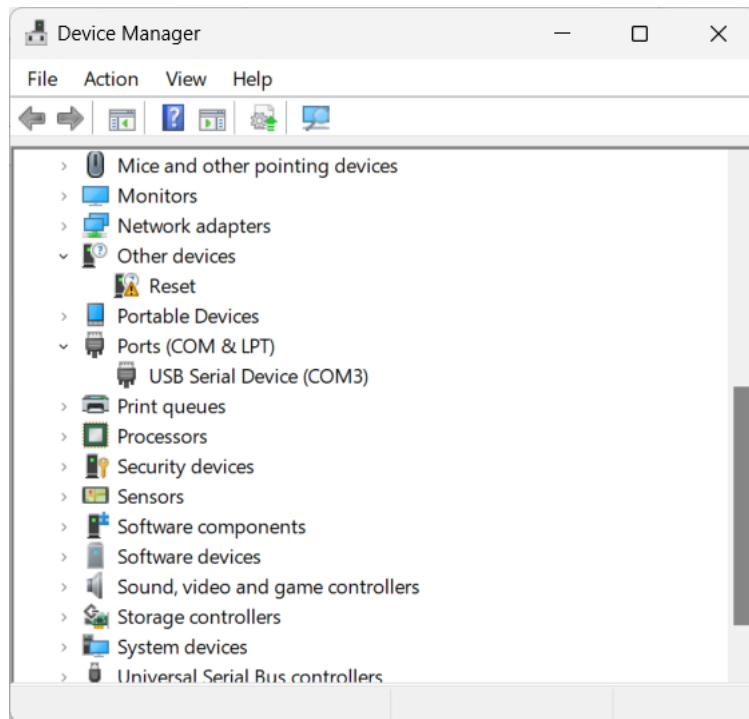 Device Manager
File Action View Help
Mice and other pointing devices
Monitors
Network adapters
Other devices
Reset
Portable Devices
Ports (COM & LPT)
USB Serial Device (COM3)
Print queues
Processors
Security devices
Sensors
Software components
Software devices
Sound, video and game controllers
Storage controllers
System devices
Universal Serial Bus controllers